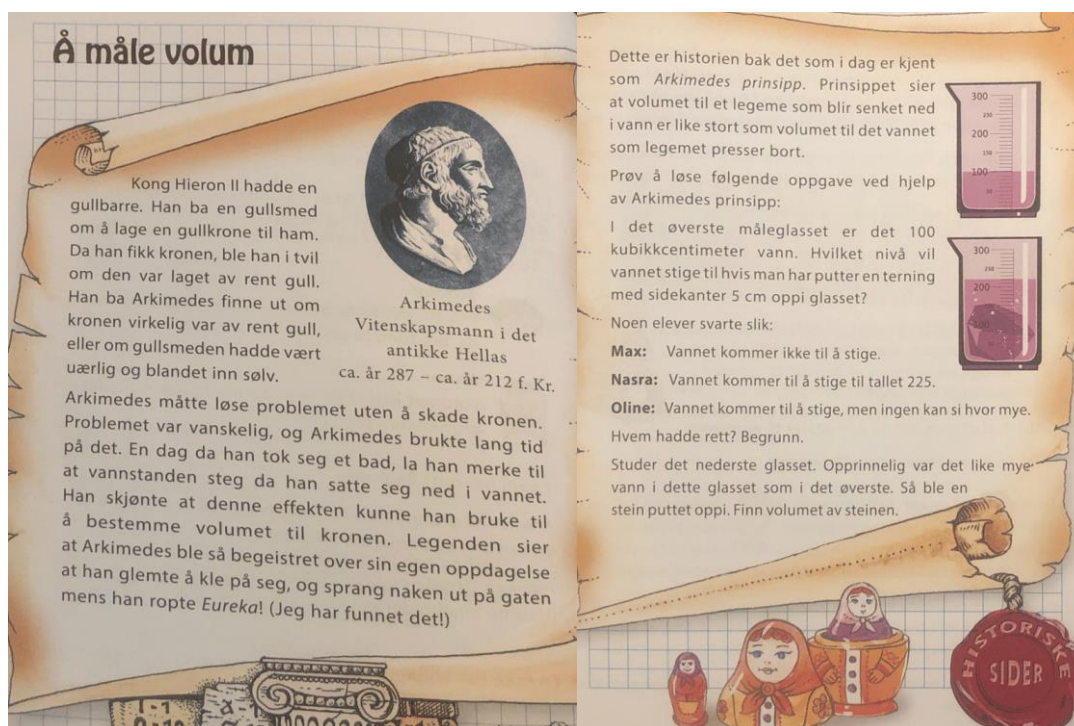 Å måle volum
Kong Hieron II hadde en
gullbarre. Han ba en gullsmed
om å lage en gullkrone til ham.
Da han fikk kronen, ble han i tvil
om den var laget av rent gull.
Han ba Arkimedes finne ut om
kronen virkelig var av rent gull,
eller om gullsmeden hadde vært
uærlig og blandet inn sølv.
Arkimedes
Vitenskapsmann i det
antikke Hellas
ca. år 287 – ca. år 212 f. Kr.
Arkimedes måtte løse problemet uten å skade kronen.
Problemet var vanskelig, og Arkimedes brukte lang tid
på det. En dag da han tok seg et bad, la han merke til
at vannstanden steg da han satte seg ned i vannet.
Han skjønte at denne effekten kunne han bruke til
å bestemme volumet til kronen. Legenden sier
at Arkimedes ble så begeistret over sin egen oppdagelse
at han glemte å kle på seg, og sprang naken ut på gaten
mens han ropte Eureka! (Jeg har funnet det!)
Dette er historien bak det som i dag er kjent
som Arkimedes prinsipp. Prinsippet sier
at volumet til et legeme som blir senket ned
i vann er like stort som volumet til det vannet
som legemet presser bort.
Prøv å løse følgende oppgave ved hjelp
av Arkimedes prinsipp:
I det øverste måleglasset er det 100
kubikkcentimeter vann. Hvilket nivå vil
vannet stige til hvis man har putter en terning
med sidekanter 5 cm oppi glasset?
Noen elever svarte slik:
Max: Vannet kommer ikke til å stige.
Nasra: Vannet kommer til å stige til tallet 225.
Oline: Vannet kommer til å stige, men ingen kan si hvor mye.
Hvem hadde rett? Begrunn.
Studer det nederste glasset. Opprinnelig var det like mye
vann i dette glasset som i det øverste. Så ble en
stein puttet oppi. Finn volumet av steinen.
300
250
200
150
100
50
300
250
200
100
HISTORISKE
SIDER